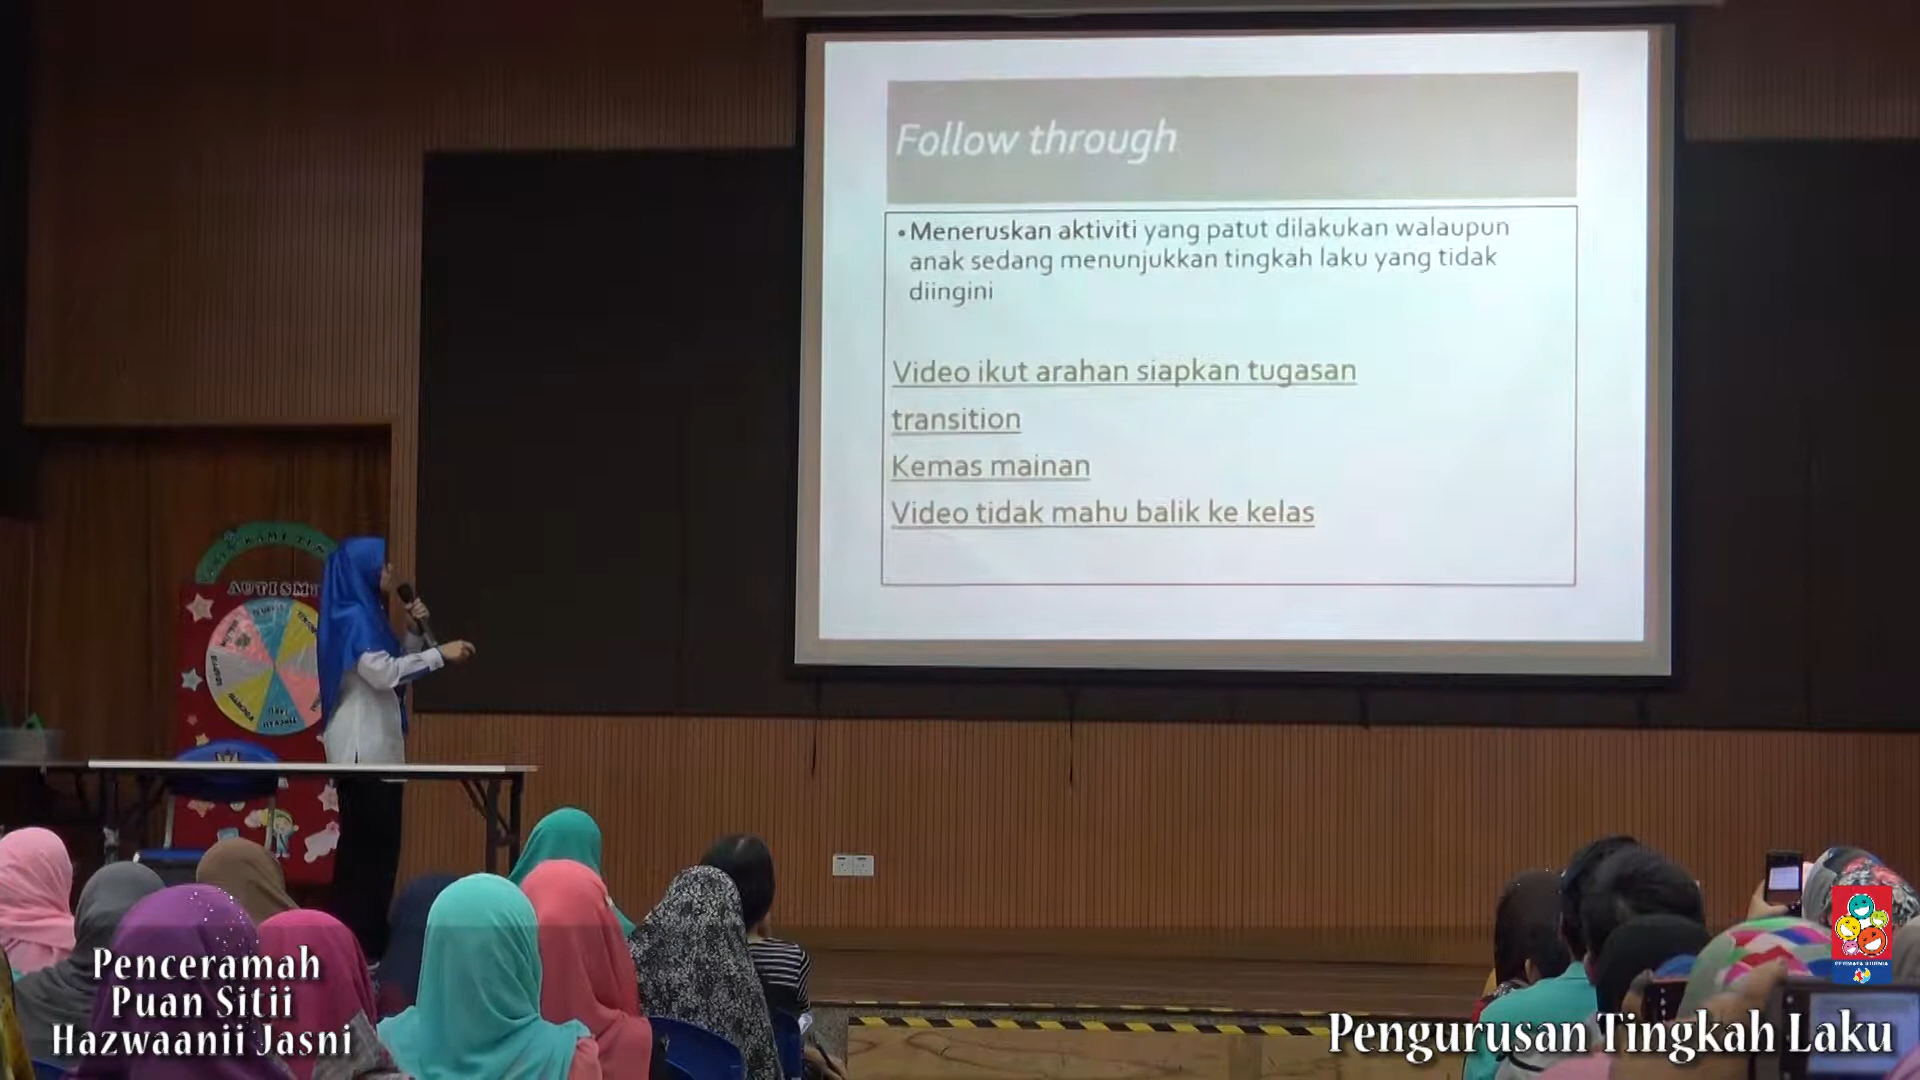 Follow through
• Meneruskan aktiviti yang patut dilakukan walaupun
anak sedang menunjukkan tingkah laku yang tidak
diingini
Video ikut arahan siapkan tugasan
transition
Kemas mainan
Video tidak mahu balik ke kelas
Penceramah
Puan Sitii
Hazwaanii Jasni
Pengurusan Tingkah Laku